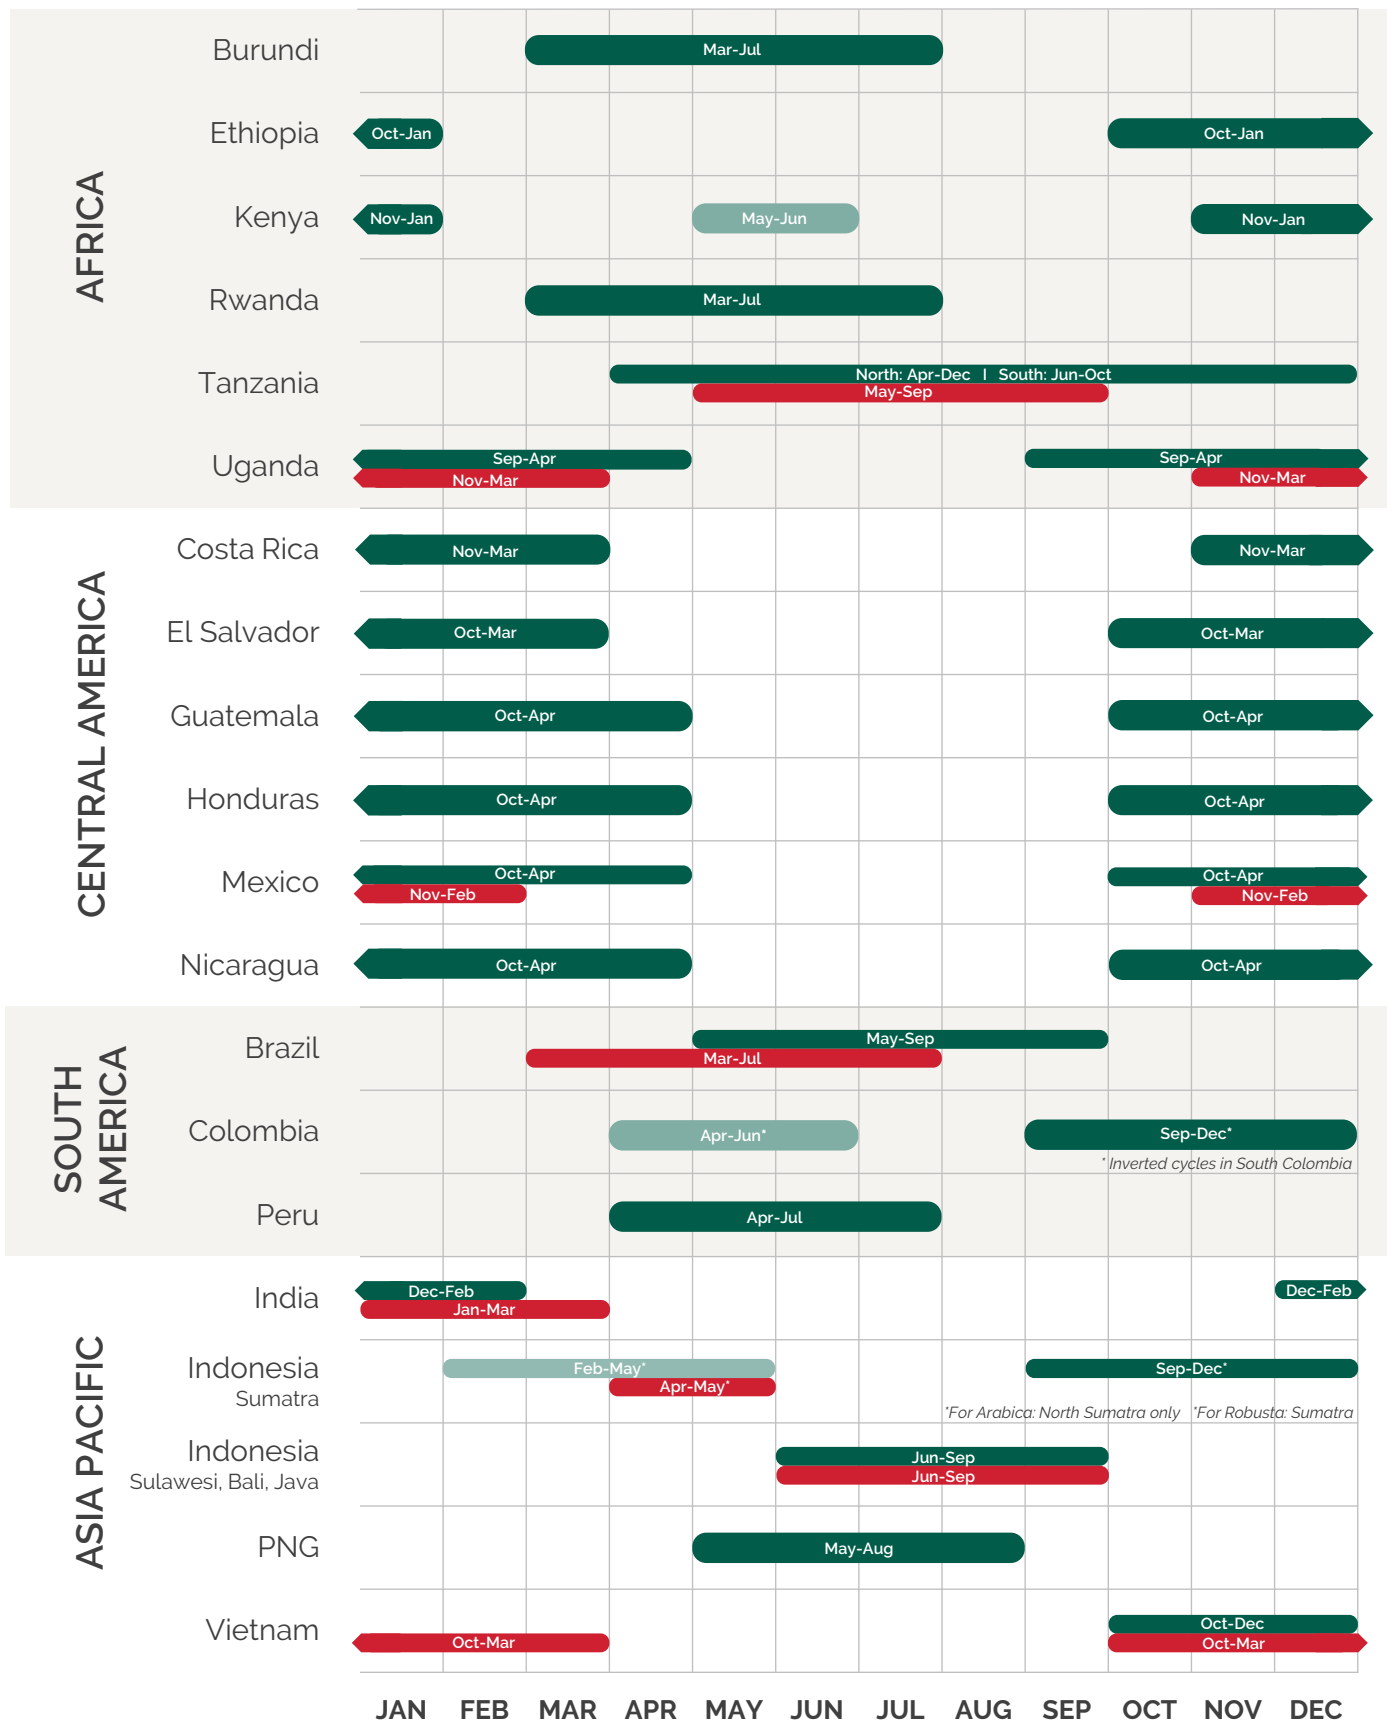 AFRICA
Burundi
Mar-Jul
Ethiopia
Oct-Jan
Oct-Jan
Kenya
Nov-Jan
May-Jun
Nov-Jan
Rwanda
Mar-Jul
Tanzania
North: Apr-Dec I South: Jun-Oct
May-Sep
Uganda
Sep-Apr
Sep-Apr
Nov-Mar
Nov-Mar
CENTRAL AMERICA
Costa Rica
Nov-Mar
Nov-Mar
El Salvador
Oct-Mar
Oct-Mar
Guatemala
Oct-Apr
Oct-Apr
Honduras
Oct-Apr
Oct-Apr
Mexico
Oct-Apr
Oct-Apr
Nov-Feb
Nov-Feb
Nicaragua
Oct-Apr
Oct-Apr
SOUTH
AMERICA
Brazil
May-Sep
Mar-Jul
Colombia
Apr-Jun*
Sep-Dec*
* Inverted cycles in South Colombia
Peru
Apr-Jul
ASIA PACIFIC
India
Dec-Feb
Dec-Feb
Jan-Mar
Indonesia
Sumatra
Feb-May*
Sep-Dec*
Apr-May*
*For Arabica: North Sumatra only *For Robusta: Sumatra
Indonesia
Sulawesi, Bali, Java
Jun-Sep
Jun-Sep
PNG
May-Aug
Vietnam
Oct-Dec
Oct-Mar
Oct-Mar
JAN FEB MAR APR MAY JUN JUL AUG SEP OCT NOV DEC